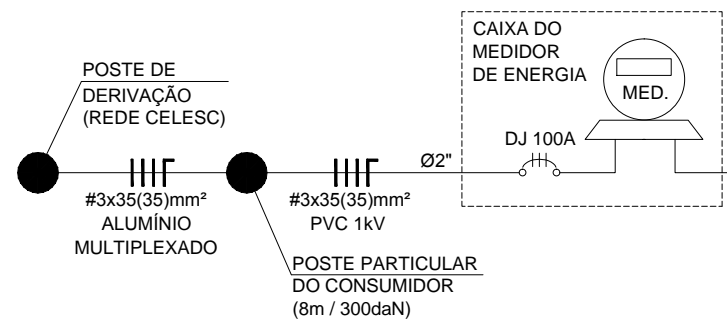 CAIXA DO
MEDIDOR
DE ENERGIA
MED.
DJ 100A
POSTE DE
DERIVAÇÃO
(REDE CELESC)
#3x35(35)mm²
ALUMÍNIO
MULTIPLEXADO
#3x35(35)mm²
PVC 1kV
Ø2"
POSTE PARTICULAR
DO CONSUMIDOR
(8m / 300daN)